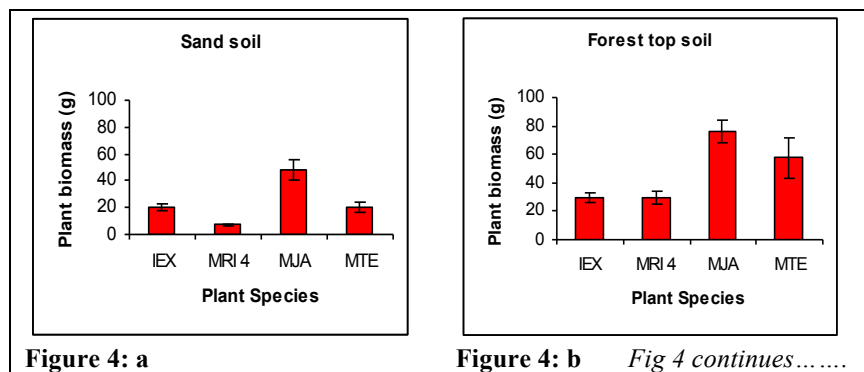 Sand soil
Plant biomass (g)
100
80
60
40
20
0
IEX MRI 4 MJA MTE
Plant Species
Figure 4: a
Forest top soil
Plant biomass (g)
100
80
60
40
20
0
IEX MRI 4 MJA MTE
Plant Species
Figure 4: b Fig 4 continues…….